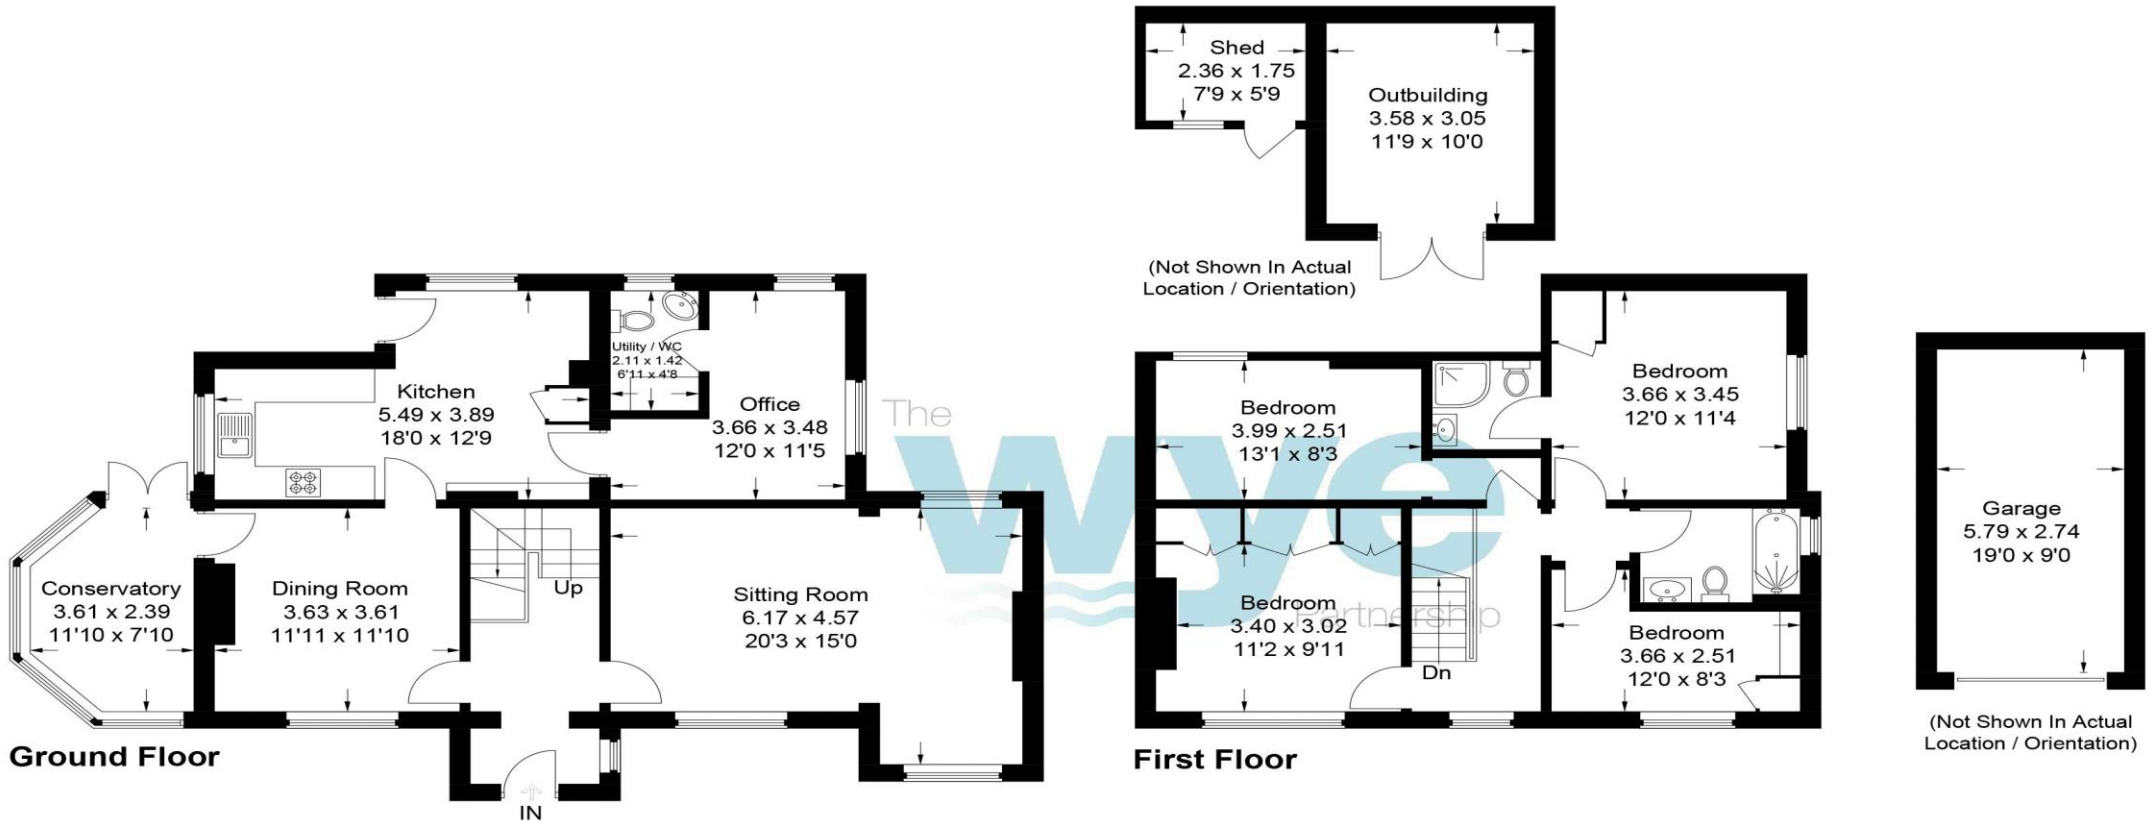 Shed
2.36 x 1.75
7'9 x 5'9
Outbuilding
3.58 x 3.05
11'9 x 10'0
(Not Shown In Actual
Location / Orientation)
Kitchen
5.49 x 3.89
18'0 x 12'9
Utility / WC
2.11 x 1.42
6'11 x 4'8
Office
3.66 x 3.48
12'0 x 11'5
Conservatory
3.61 x 2.39
11'10 x 7'10
Dining Room
3.63 x 3.61
11'11 x 11'10
Up
Sitting Room
6.17 x 4.57
20'3 x 15'0
IN
Ground Floor
The
wye
Partnership
Bedroom
3.99 x 2.51
13'1 x 8'3
Bedroom
3.66 x 3.45
12'0 x 11'4
Bedroom
3.40 x 3.02
11'2 x 9'11
Dn
Bedroom
3.66 x 2.51
12'0 x 8'3
First Floor
Garage
5.79 x 2.74
19'0 x 9'0
(Not Shown In Actual
Location / Orientation)